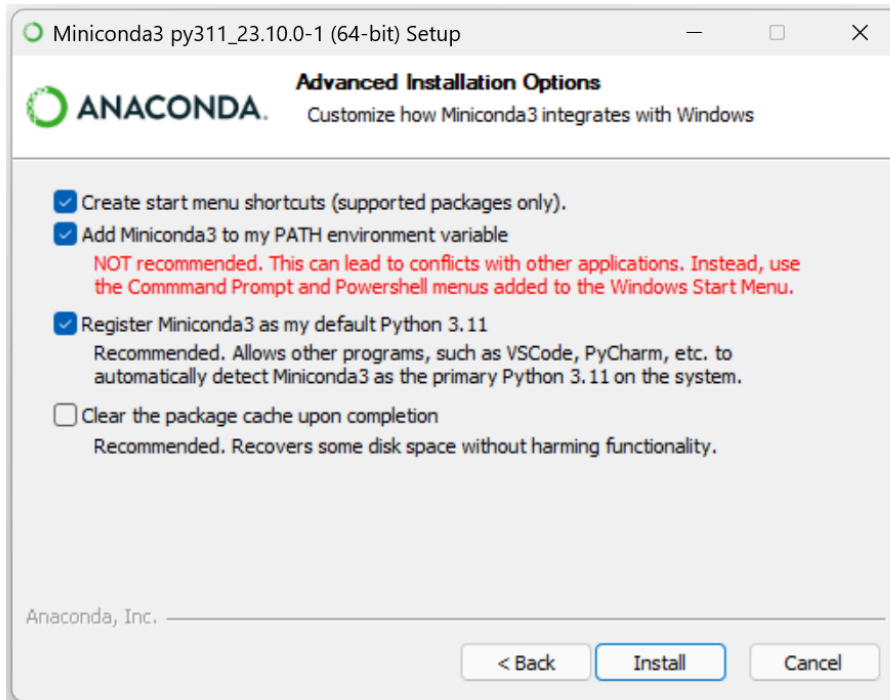 Miniconda3 py311_23.10.0-1 (64-bit) Setup
ANACONDA.
Advanced Installation Options
Customize how Miniconda3 integrates with Windows
Create start menu shortcuts (supported packages only).
Add Miniconda3 to my PATH environment variable
NOT recommended. This can lead to conflicts with other applications. Instead, use
the Commmand Prompt and Powershell menus added to the Windows Start Menu.
Register Miniconda3 as my default Python 3.11
Recommended. Allows other programs, such as VSCode, PyCharm, etc. to
automatically detect Miniconda3 as the primary Python 3.11 on the system.
Clear the package cache upon completion
Recommended. Recovers some disk space without harming functionality.
Anaconda, Inc.
< Back
Install
Cancel